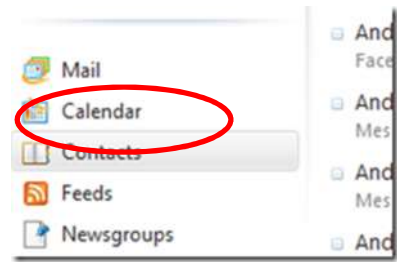 Mail
Calendar
Contacts
Feeds
Newsgroups
And
Face
And
Mes
And
Mes
And